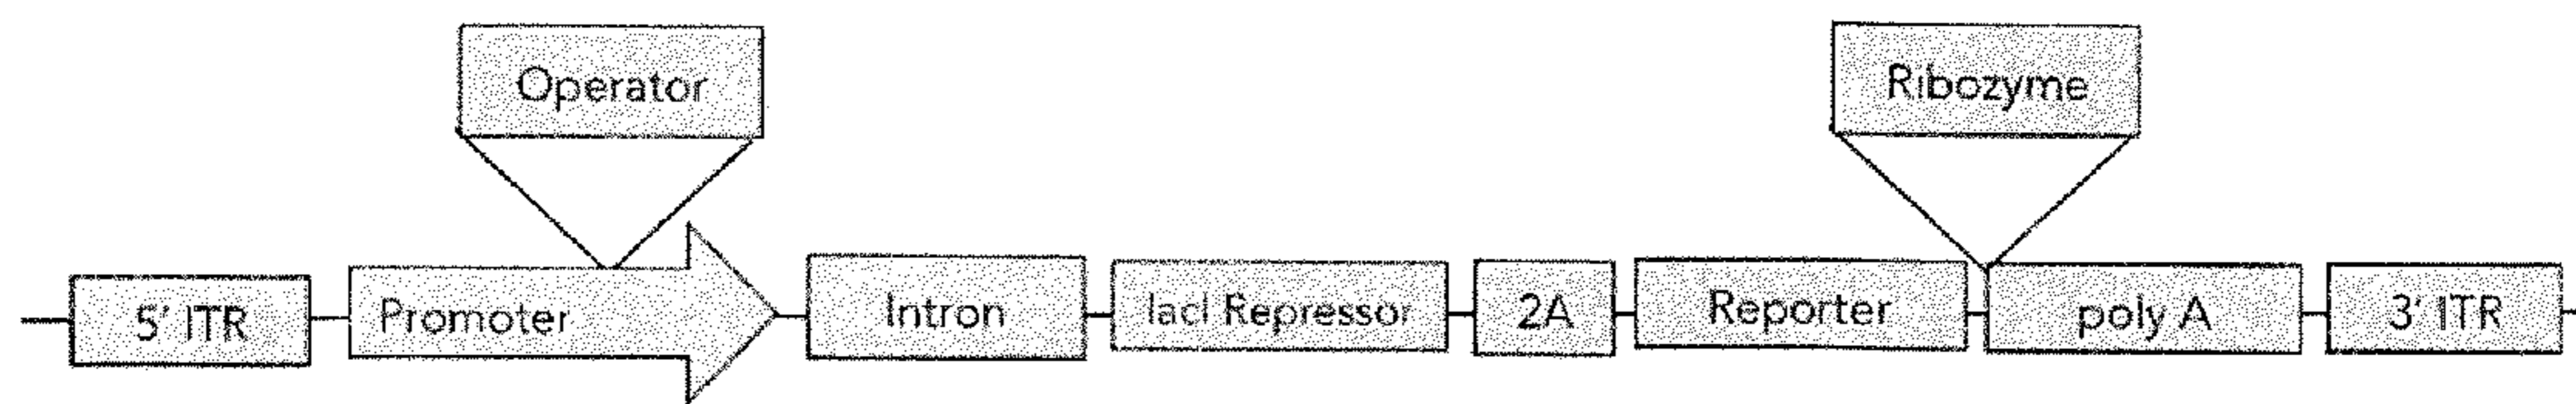 Operator
Ribozyme
5' ITR
Promoter
Intron
lacI Repressor
2A
Reporter
poly A
3' ITR